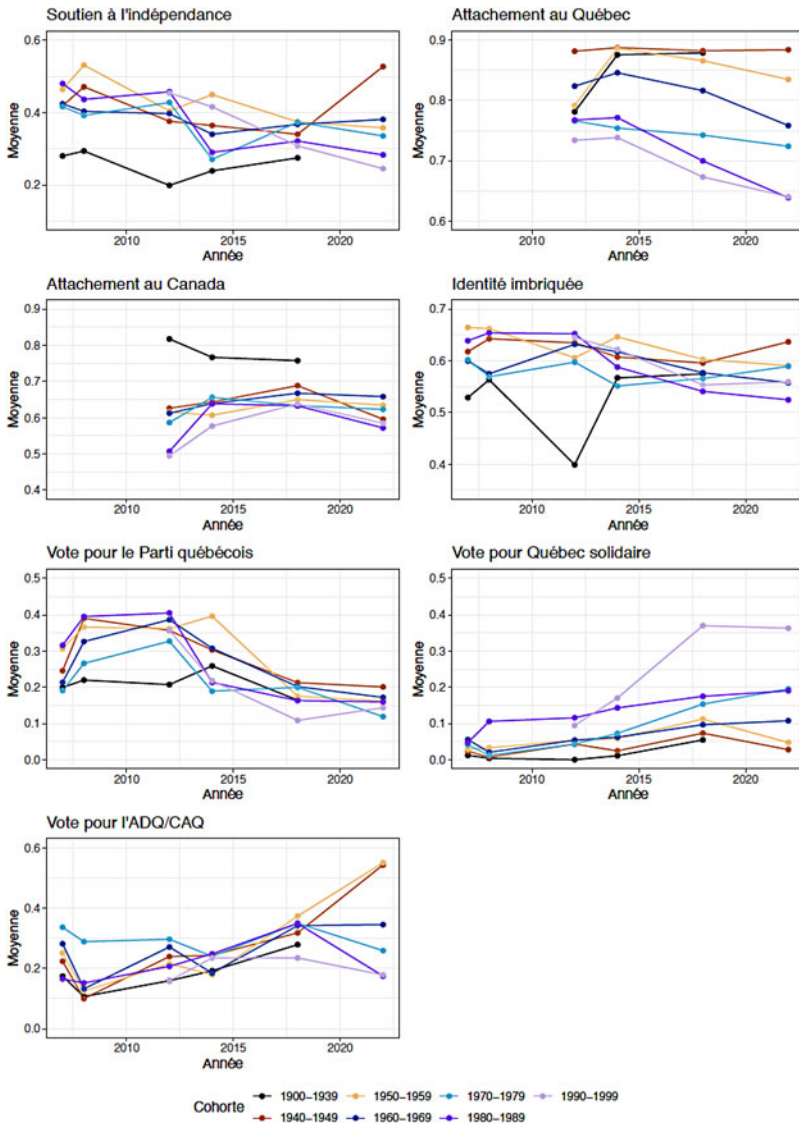 Soutien à l'indépendance
Moyenne
0.6
0.4
0.2
2010 2015 2020
Année
Attachement au Québec
Moyenne
0.9
0.8
0.7
0.6
2010 2015 2020
Année
Attachement au Canada
Moyenne
0.9
0.8
0.7
0.6
0.5
0.4
2010 2015 2020
Année
Identité imbriquée
Moyenne
0.7
0.6
0.5
0.4
2010 2015 2020
Année
Vote pour le Parti québécois
Moyenne
0.5
0.4
0.3
0.2
0.1
0.0
2010 2015 2020
Année
Vote pour Québec solidaire
Moyenne
0.5
0.4
0.3
0.2
0.1
0.0
2010 2015 2020
Année
Vote pour l'ADQ/CAQ
Moyenne
0.6
0.4
0.2
0.0
2010 2015 2020
Année
Cohorte
1900–1939 1950–1959 1970–1979 1990–1999
1940–1949 1960–1969 1980–1989